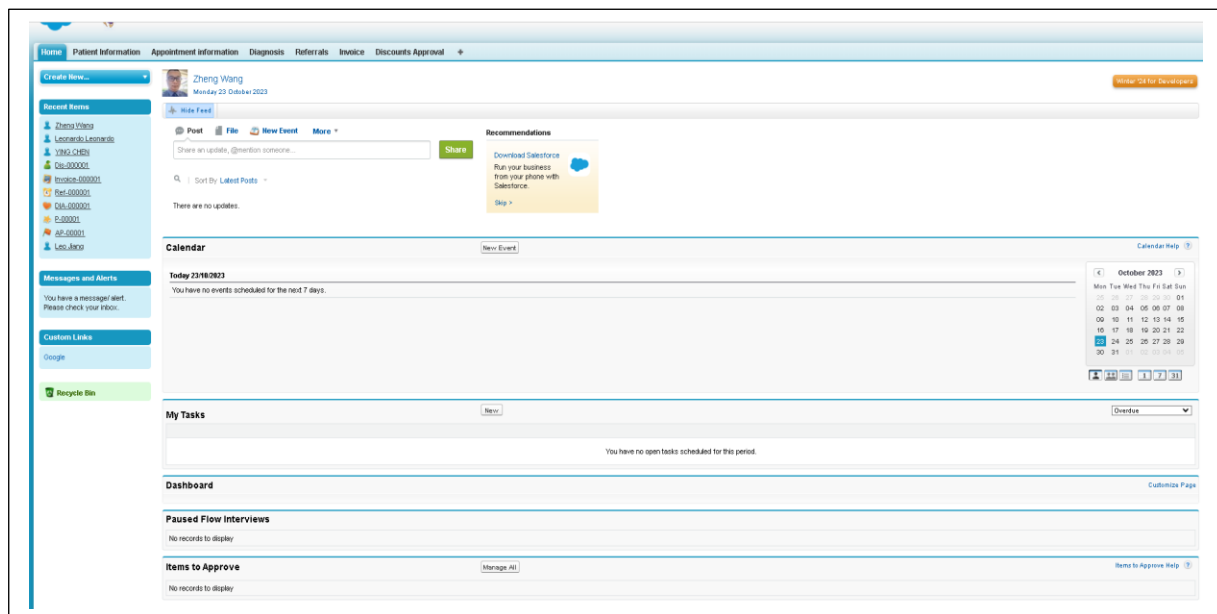 Home Patient Information Appointment information Diagnosis Referrals Invoice Discounts Approval +
Create New...
Recent Items
Zheng Wang
Leonardo Leonardo
YING CHEN
Dis-000001
Invoice-000001
Ref-000001
DIA-00001
P-00001
AP-00001
Leo Jiang
Messages and Alerts
You have a message/ alert.
Please check your inbox.
Custom Links
Google
Recycle Bin
Zheng Wang
Monday 23 October 2023
Winter '24 for Developers
Hide Feed
Post File New Event More
Share an update, @mention someone...
Share
Sort By Latest Posts
There are no updates.
Recommendations
Download Salesforce
Run your business
from your phone with
Salesforce.
Skip >
Calendar New Event Calendar Help ?
Today 23/10/2023
You have no events scheduled for the next 7 days.
< October 2023 >
Mon Tue Wed Thu Fri Sat Sun
25 26 27 28 29 30 01
02 03 04 05 06 07 08
09 10 11 12 13 14 15
16 17 18 19 20 21 22
23 24 25 26 27 28 29
30 31 01 02 03 04 05
1 7 31
My Tasks New Overdue
You have no open tasks scheduled for this period.
Dashboard Customize Page
Paused Flow Interviews
No records to display
Items to Approve Manage All Items to Approve Help ?
No records to display